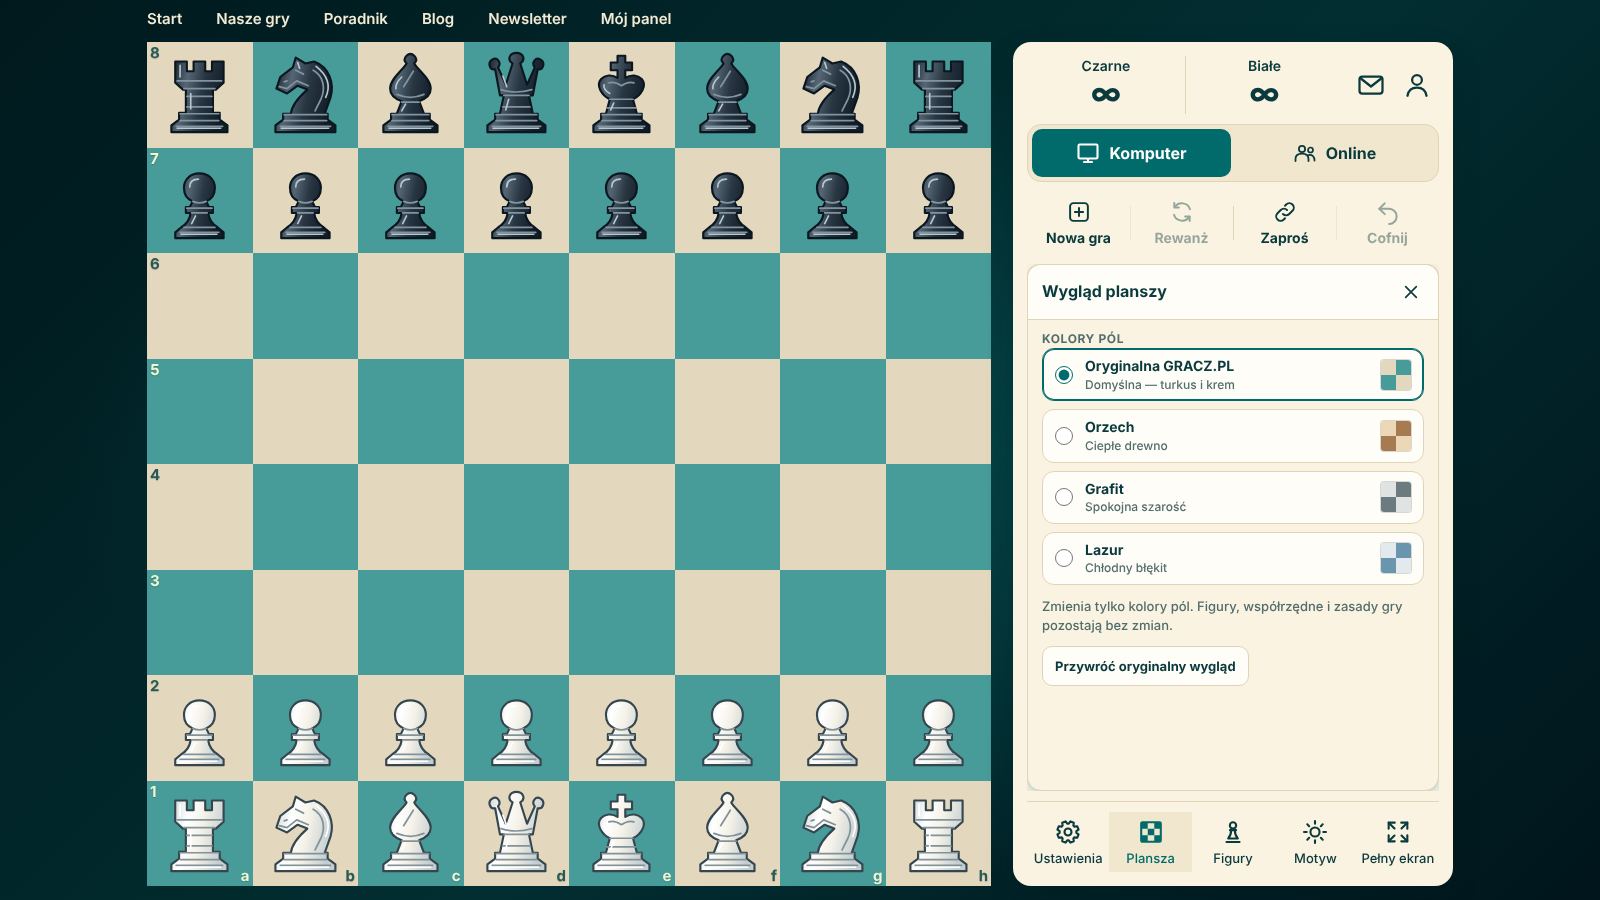 Start Nasze gry Poradnik Blog Newsletter Mój panel
8
7
6
5
4
3
2
1
a b c d e f g h
Czarne Białe
∞ ∞
Komputer Online
Nowa gra Rewanż Zaproś Cofnij
Wygląd planszy
KOLORY PÓL
Oryginalna GRACZ.PL
Domyślna — turkus i krem
Orzech
Ciepłe drewno
Grafit
Spokojna szarość
Lazur
Chłodny błękit
Zmienia tylko kolory pól. Figury, współrzędne i zasady gry
pozostają bez zmian.
Przywróć oryginalny wygląd
Ustawienia Plansza Figury Motyw Pełny ekran